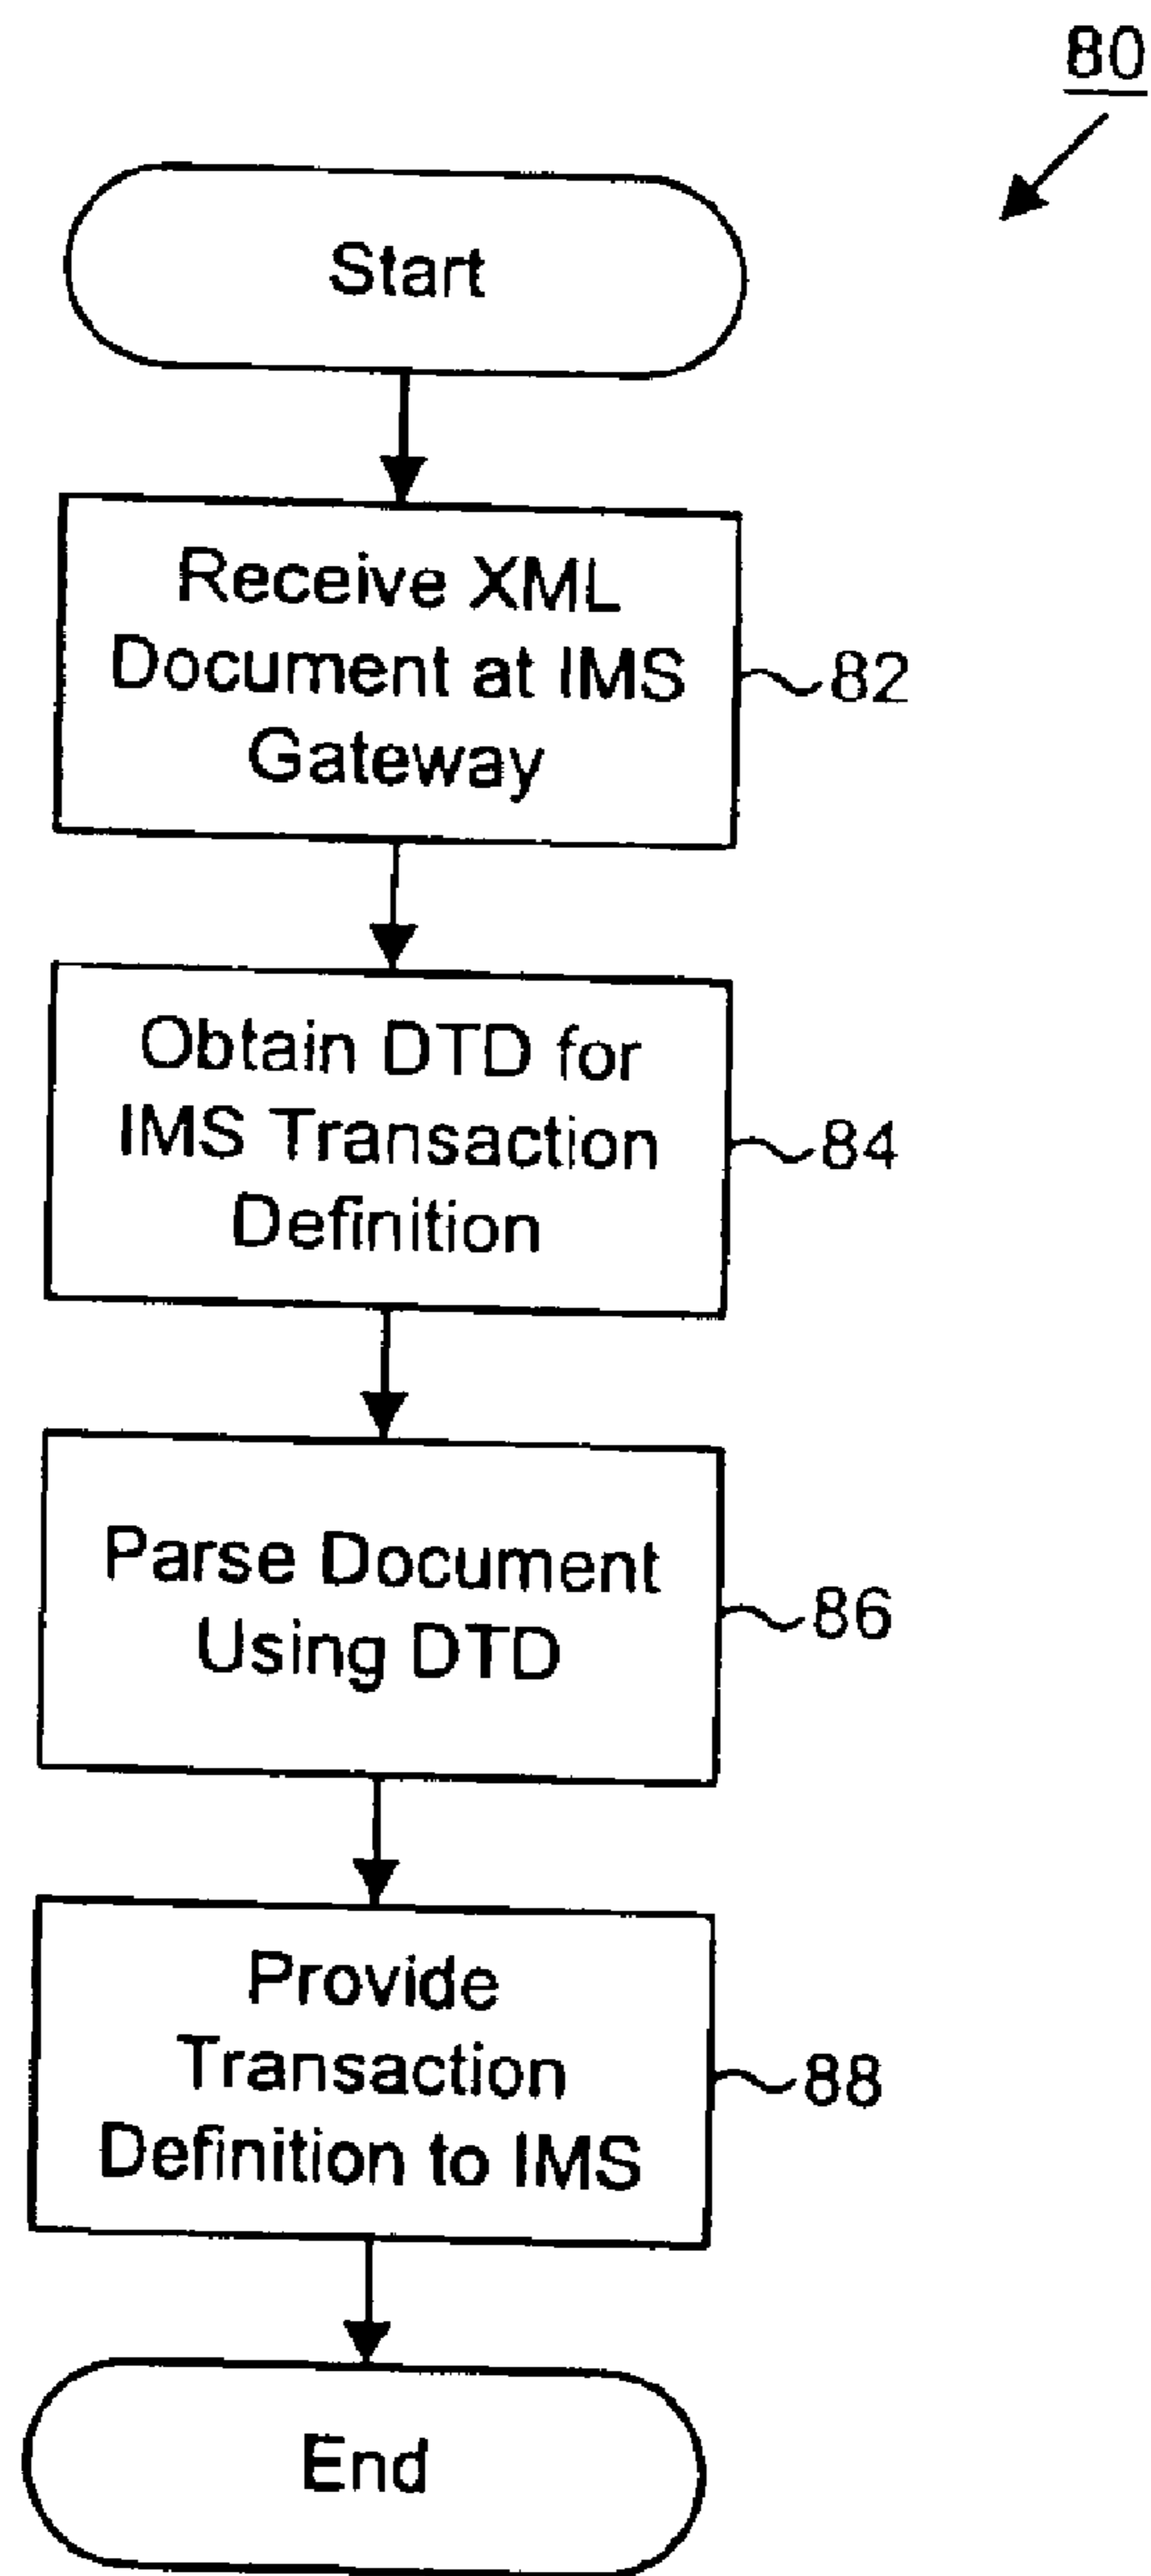 80
Start
Receive XML
Document at IMS
Gateway
82
Obtain DTD for
IMS Transaction
Definition
84
Parse Document
Using DTD
86
Provide
Transaction
Definition to IMS
88
End